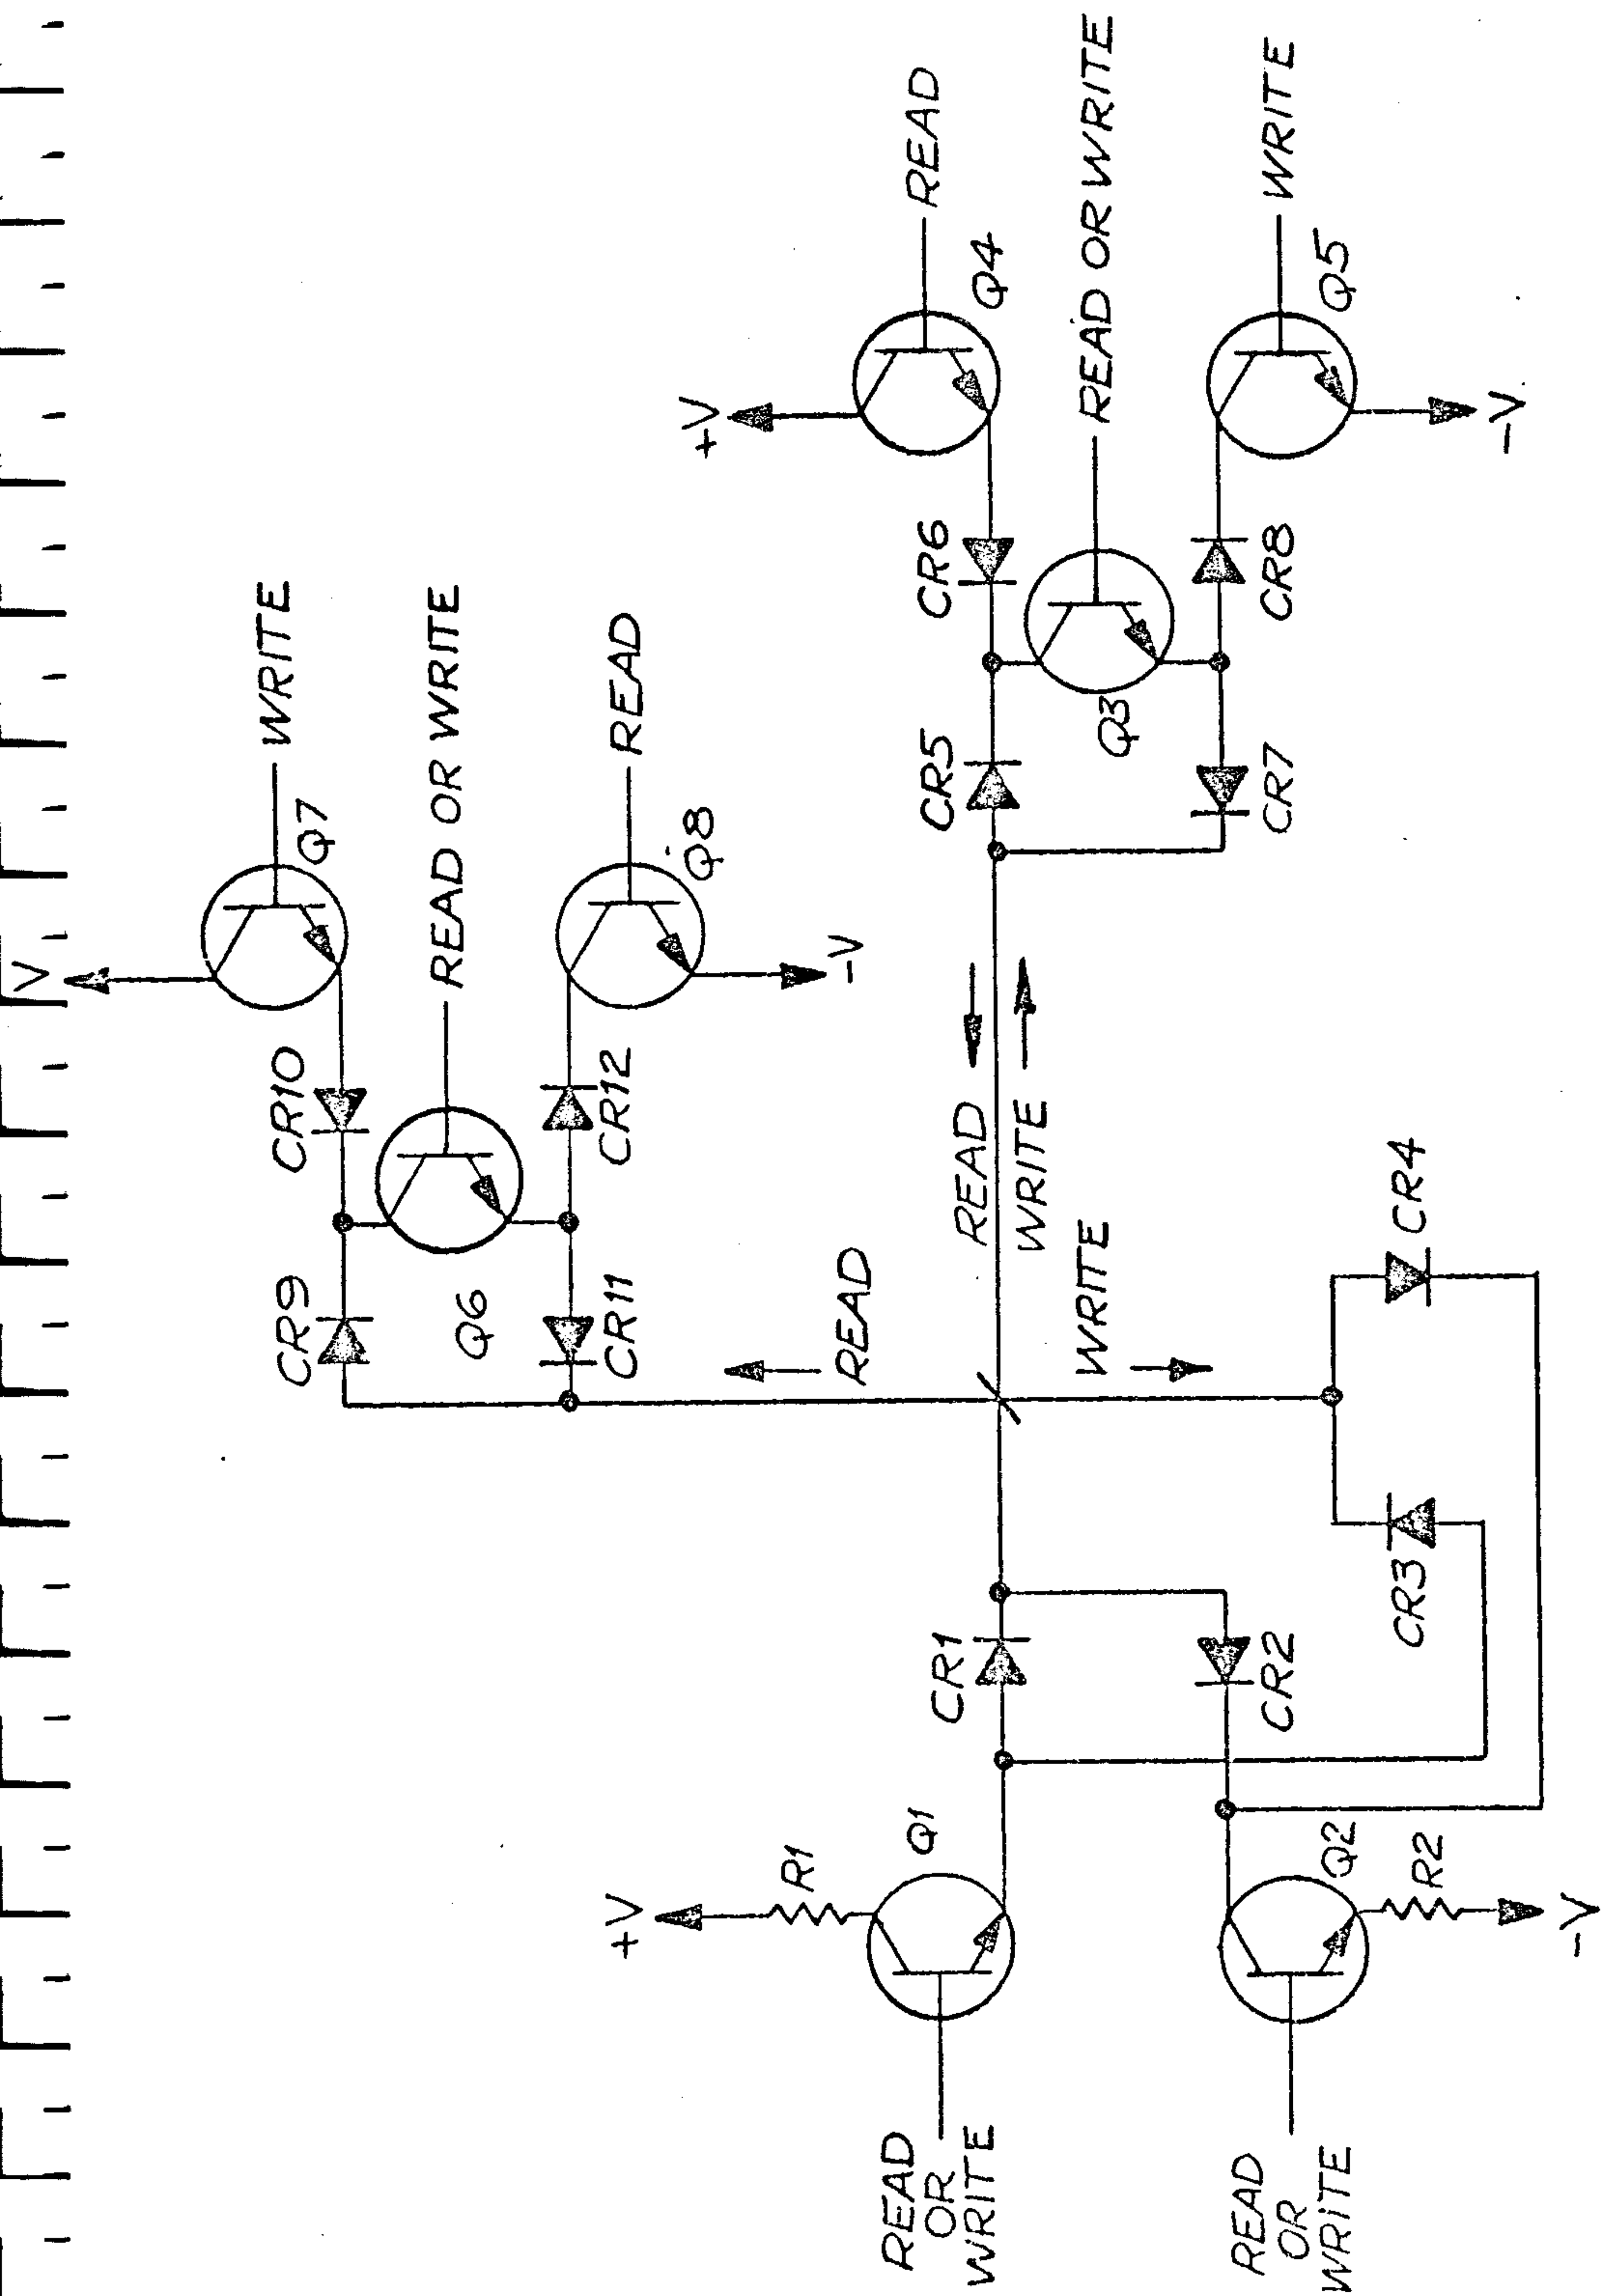 V
WRITE
Q7
CR10
READ OR WRITE
CR9
Q6
CR12
READ
Q8
CR11
-V
READ
+V
READ
Q4
CR6
READ OR WRITE
CR5
Q3
WRITE
Q5
CR8
CR7
-V
READ
WRITE
WRITE
CR4
CR3
+V
R1
Q1
CR1
CR2
READ
OR
WRITE
Q2
R2
-V
READ
OR
WRITE